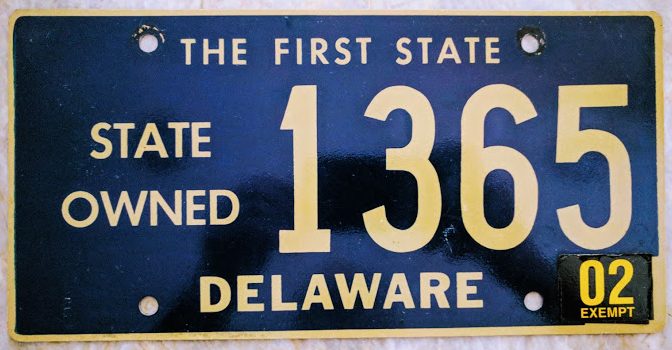 THE FIRST STATE
STATE
OWNED
1365
DELAWARE
02
EXEMPT